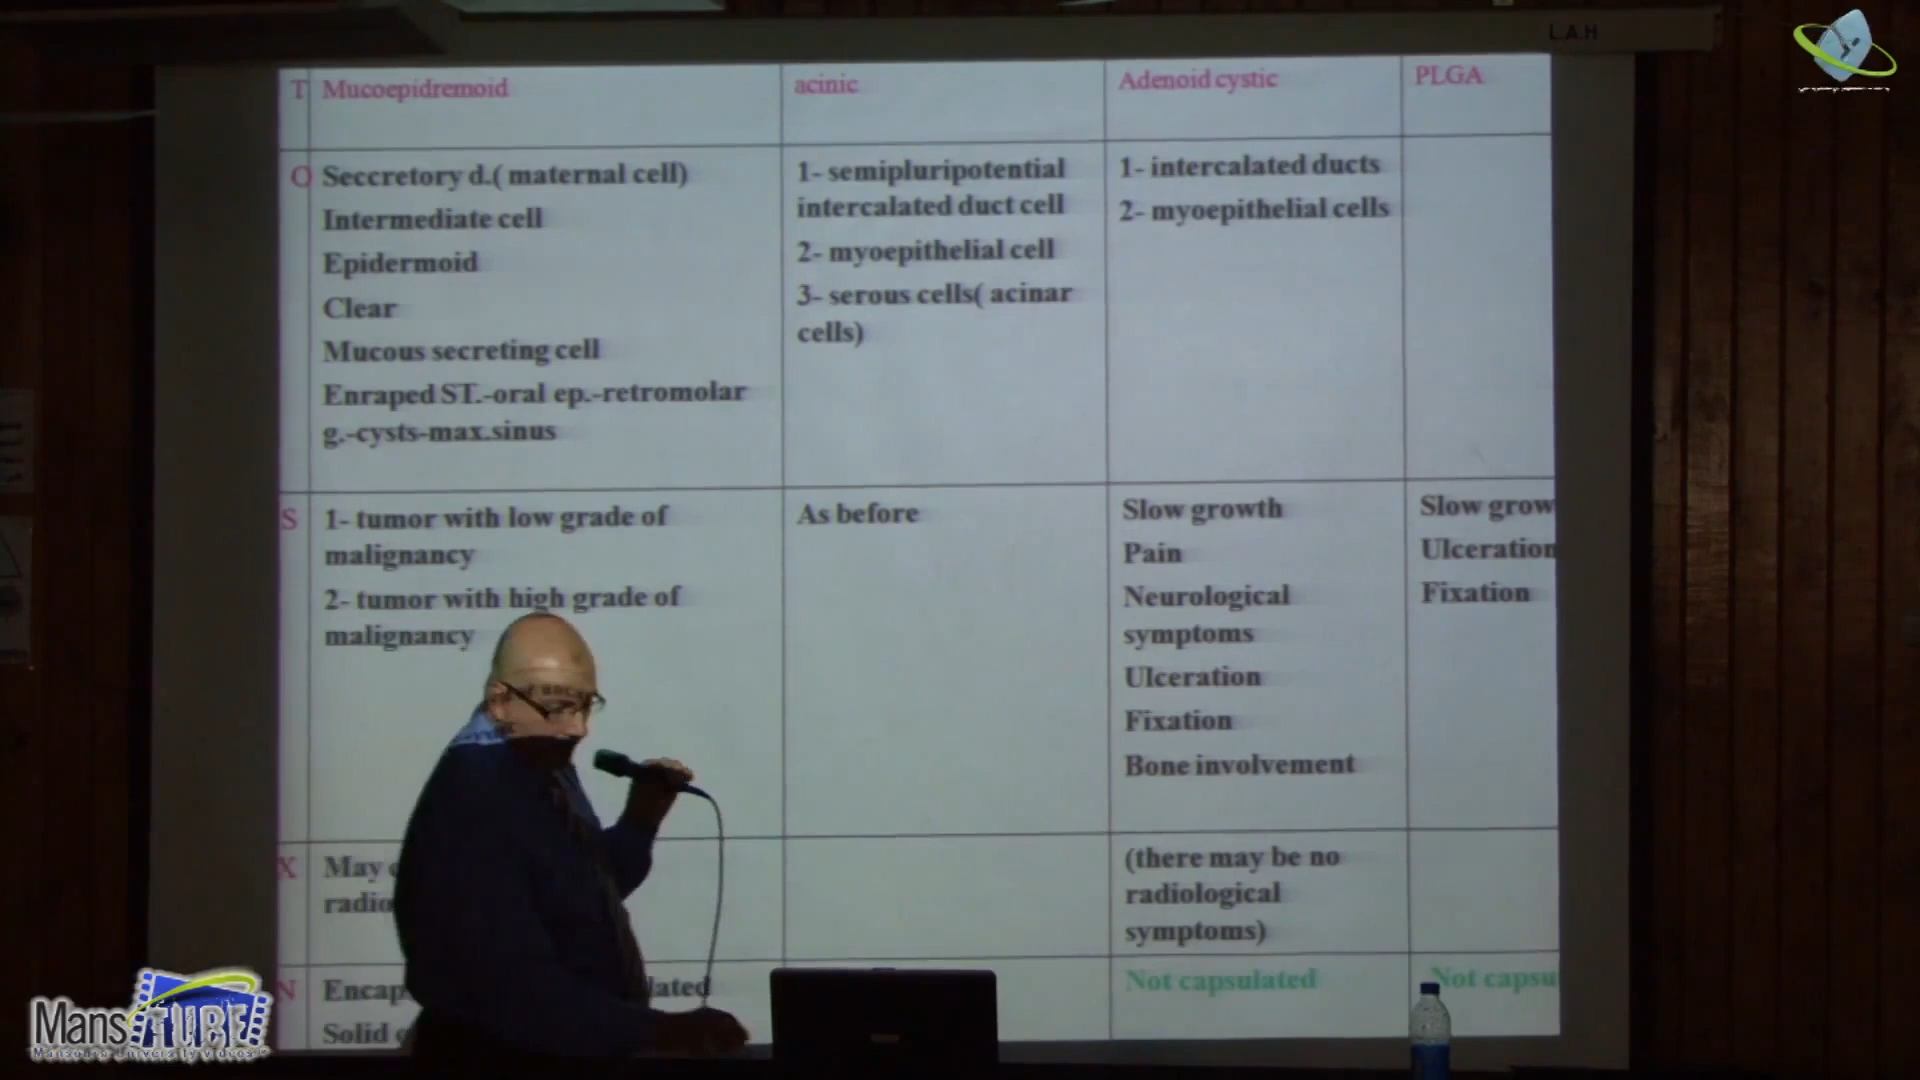 L.A.H
T Mucoepidremoid acinic Adenoid cystic PLGA
O Seccretory d.( maternal cell)
Intermediate cell
Epidermoid
Clear
Mucous secreting cell
Enraped ST.-oral ep.-retromolar
g.-cysts-max.sinus
1- semipluripotential
intercalated duct cell
2- myoepithelial cell
3- serous cells( acinar
cells)
1- intercalated ducts
2- myoepithelial cells
S 1- tumor with low grade of
malignancy
2- tumor with high grade of
malignancy
As before
Slow growth
Pain
Neurological
symptoms
Ulceration
Fixation
Bone involvement
Slow grow
Ulceration
Fixation
X May
radio
(there may be no
radiological
symptoms)
N Encap lated
Solid
Not capsulated
Not capsu
Mans TUBE
Mansoura University videos